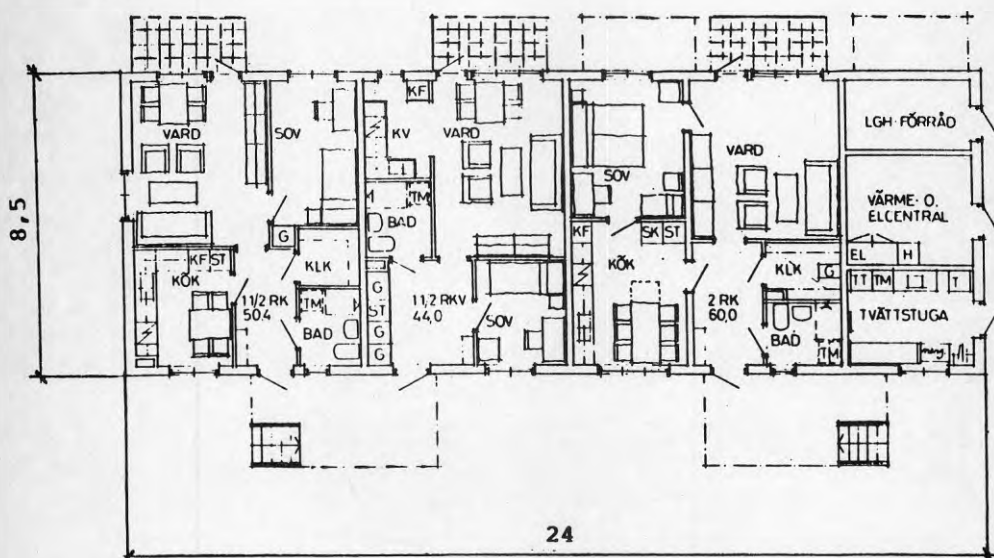 8,5
VARD
SOV
KF
KV
VARD
SOV
VARD
LGH-FÖRRÅD
VÄRME- O.
ELCENTRAL
TM
BAD
G
KF ST
KÖK
KLK
1 1/2 RK
50,4
TM
BAD
G
ST
G
G
1 1/2 RKV
44,0
SOV
KF
SK ST
KÖK
2 RK
60,0
KLK
G
BAD
TM
EL
H
TT TM
T
TVÄTTSTUGA
24